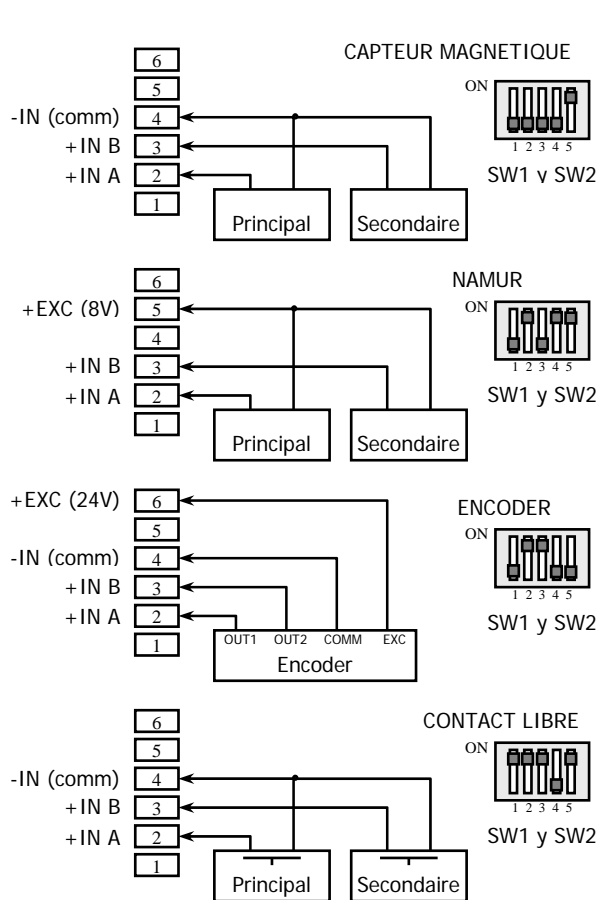 CAPTEUR MAGNETIQUE
6
5
-IN (comm) 4
+IN B 3
+IN A 2
1
Principal Secondaire
ON
1 2 3 4 5
SW1 y SW2
NAMUR
6
+EXC (8V) 5
4
+IN B 3
+IN A 2
1
Principal Secondaire
ON
1 2 3 4 5
SW1 y SW2
ENCODER
+EXC (24V) 6
5
-IN (comm) 4
+IN B 3
+IN A 2
1
OUT1 OUT2 COMM EXC
Encoder
ON
1 2 3 4 5
SW1 y SW2
CONTACT LIBRE
6
5
-IN (comm) 4
+IN B 3
+IN A 2
1
Principal Secondaire
ON
1 2 3 4 5
SW1 y SW2